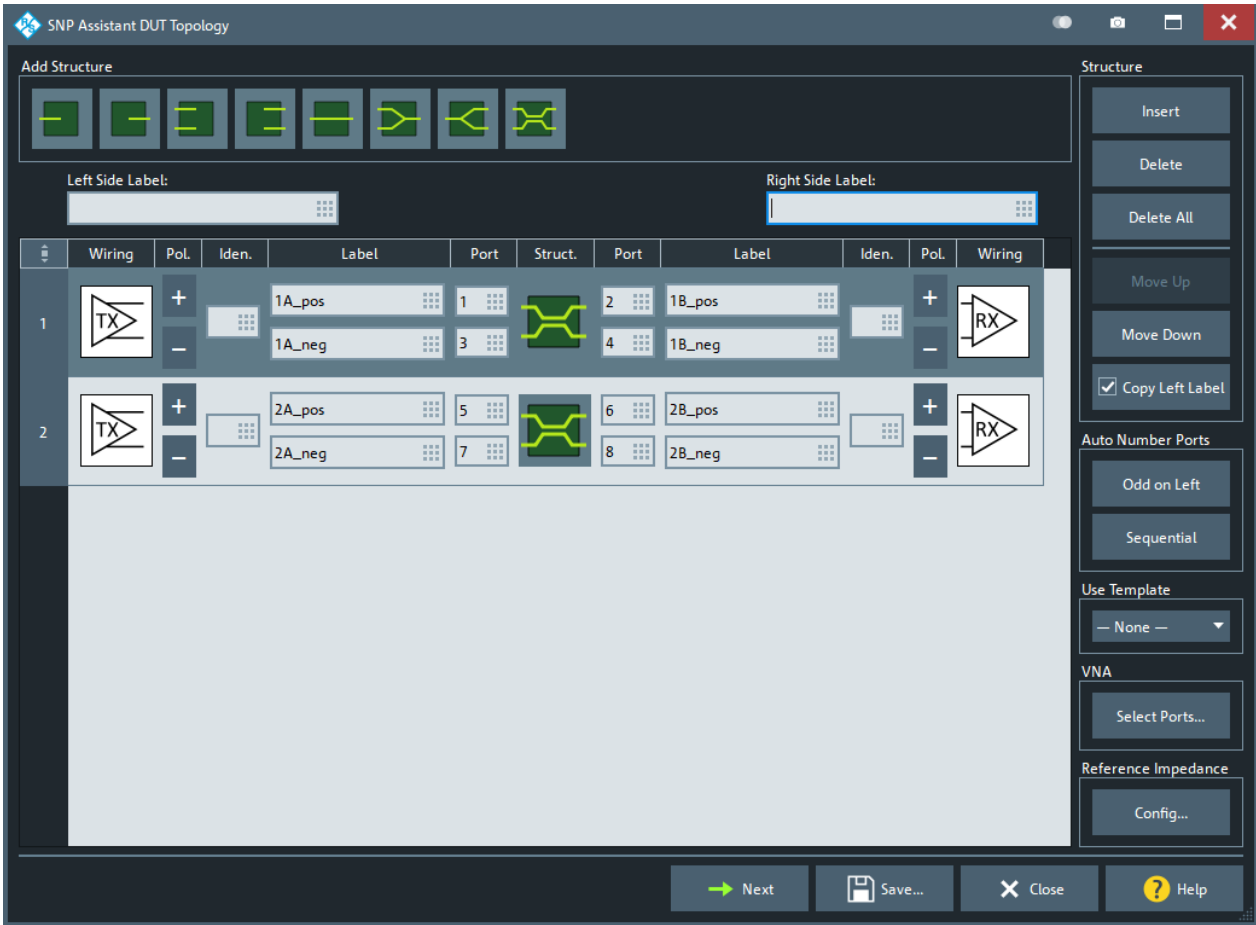 SNP Assistant DUT Topology
Add Structure
Left Side Label:
Right Side Label:
Wiring Pol. Iden. Label Port Struct. Port Label Iden. Pol. Wiring
1 TX + 1A_pos 1 2 1B_pos + RX
– 1A_neg 3 4 1B_neg –
2 TX + 2A_pos 5 6 2B_pos + RX
– 2A_neg 7 8 2B_neg –
Structure
Insert
Delete
Delete All
Move Up
Move Down
Copy Left Label
Auto Number Ports
Odd on Left
Sequential
Use Template
— None —
VNA
Select Ports...
Reference Impedance
Config...
Next
Save...
Close
? Help